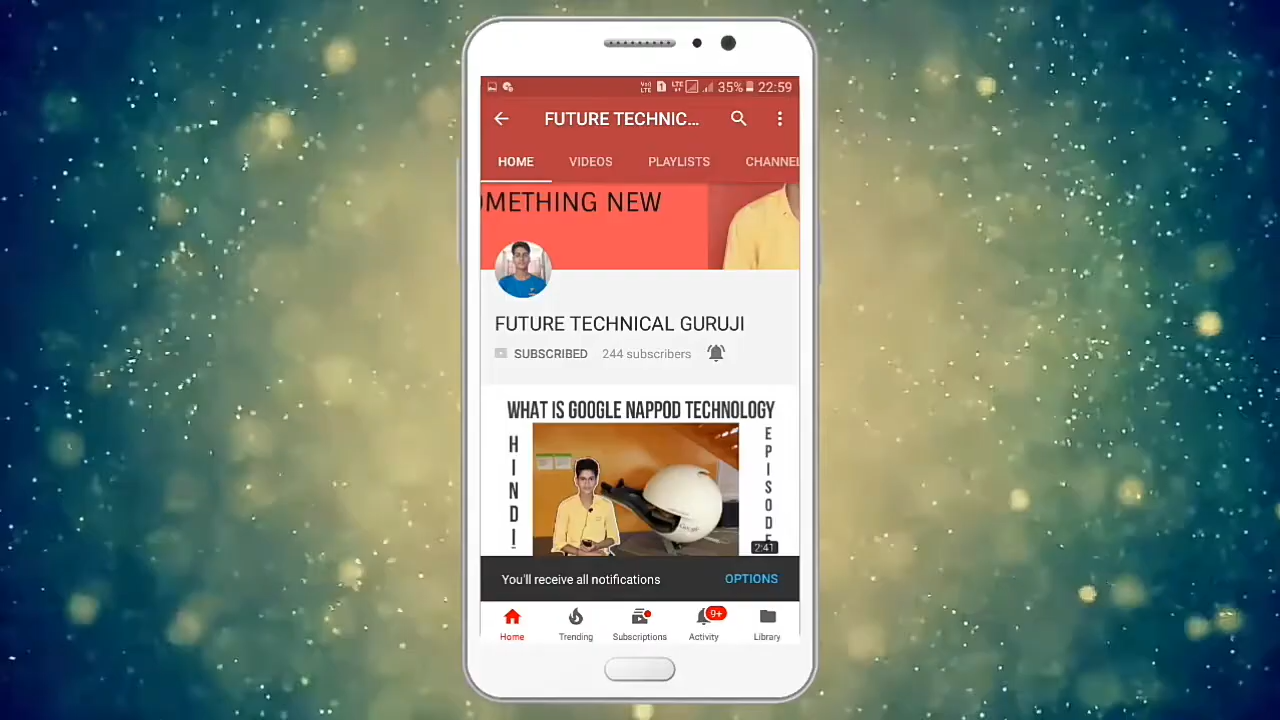 VoLTE LTE 35% 22:59
FUTURE TECHNIC...
HOME VIDEOS PLAYLISTS CHANNEL
OMETHING NEW
FUTURE TECHNICAL GURUJI
SUBSCRIBED 244 subscribers
WHAT IS GOOGLE NAPPOD TECHNOLOGY
HINDI
EPISODE
2:41
You'll receive all notifications OPTIONS
9+
Home Trending Subscriptions Activity Library